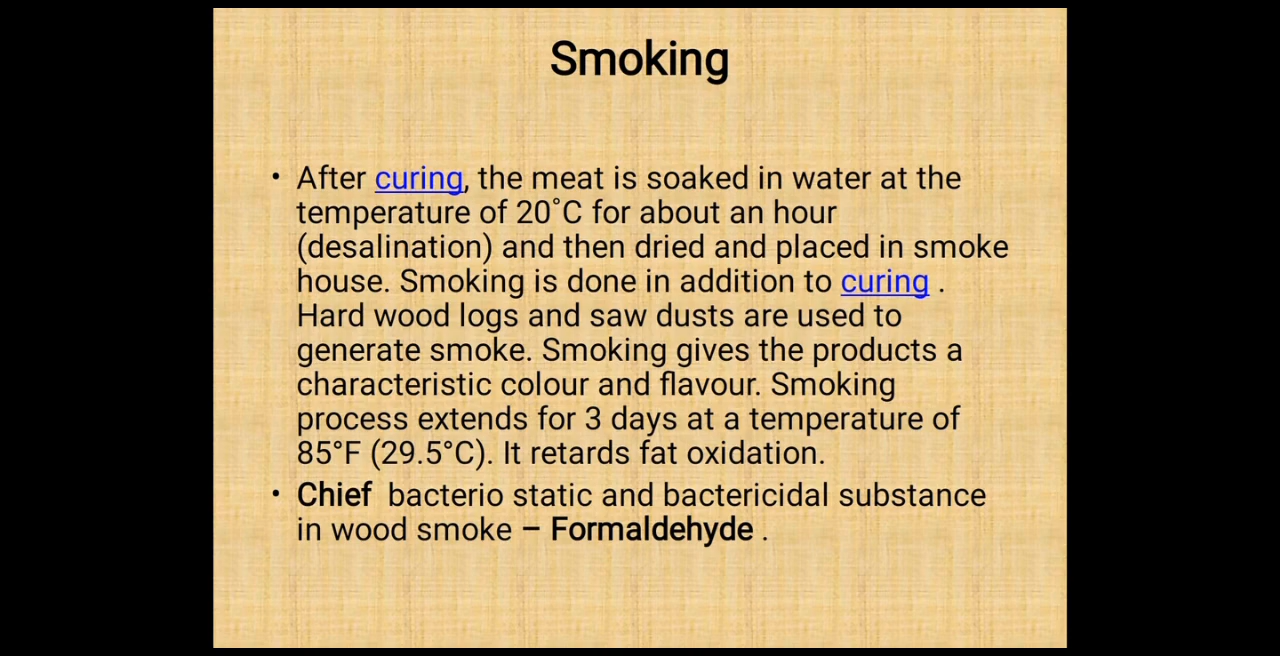 Smoking
• After curing, the meat is soaked in water at the
temperature of 20˚C for about an hour
(desalination) and then dried and placed in smoke
house. Smoking is done in addition to curing .
Hard wood logs and saw dusts are used to
generate smoke. Smoking gives the products a
characteristic colour and flavour. Smoking
process extends for 3 days at a temperature of
85°F (29.5°C). It retards fat oxidation.
• Chief bacterio static and bactericidal substance
in wood smoke – Formaldehyde .